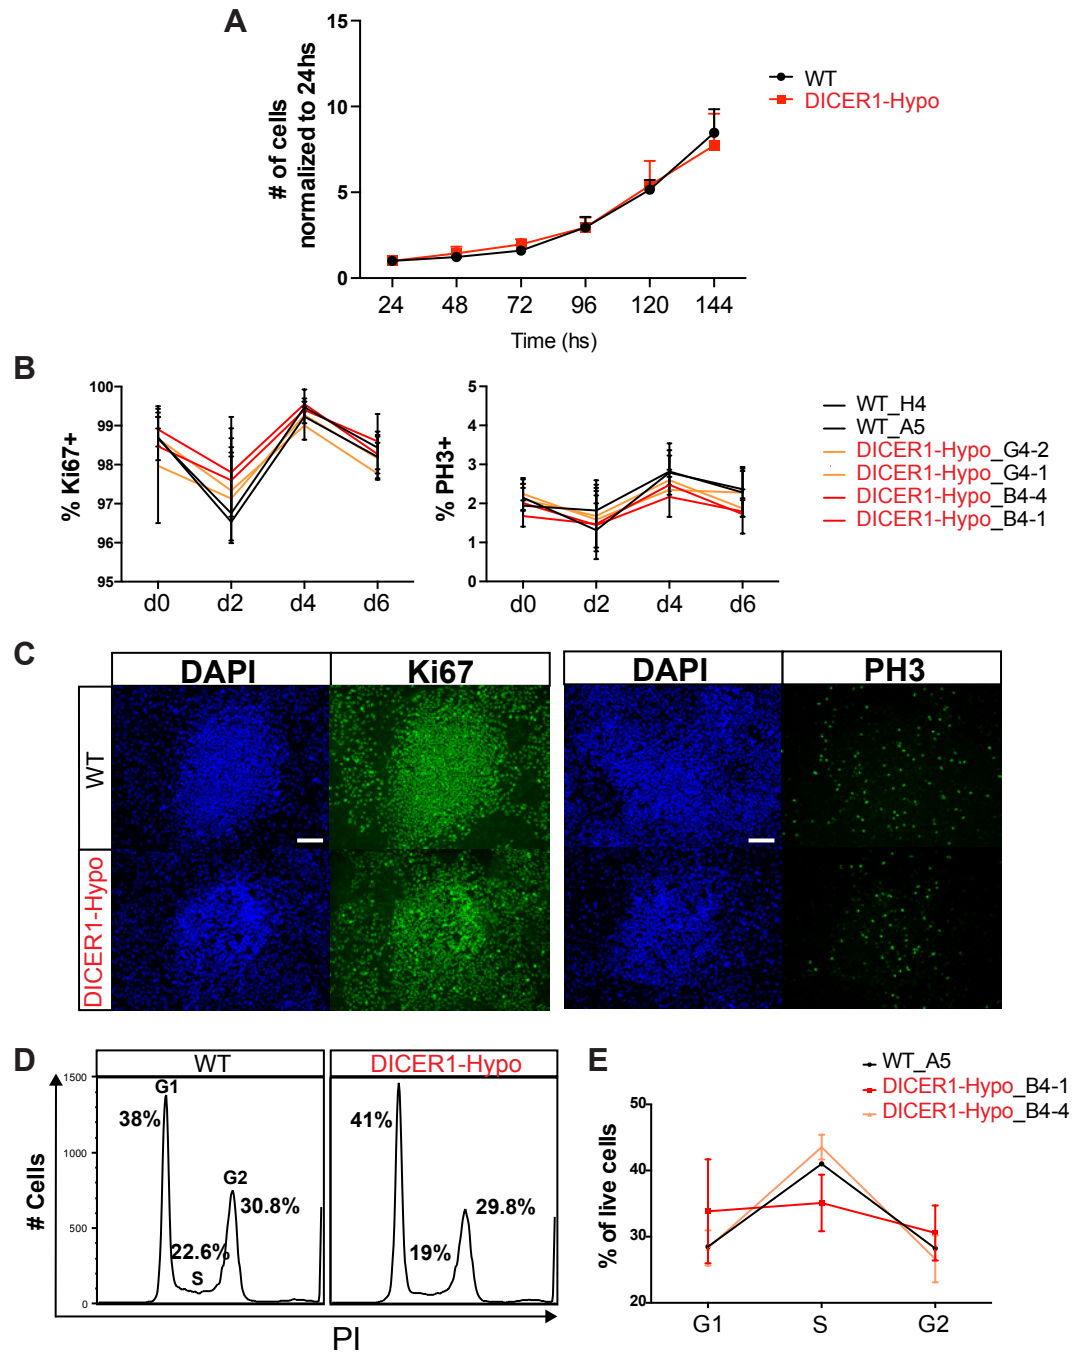 A
15
10
5
0
# of cells
normalized to 24hs
24 48 72 96 120 144
Time (hs)
WT
DICER1-Hypo
B
100
99
98
97
96
95
% Ki67+
d0 d2 d4 d6
5
4
3
2
1
0
% PH3+
d0 d2 d4 d6
WT_H4
WT_A5
DICER1-Hypo_G4-2
DICER1-Hypo_G4-1
DICER1-Hypo_B4-4
DICER1-Hypo_B4-1
C
DAPI Ki67 DAPI PH3
WT
DICER1-Hypo
D
WT DICER1-Hypo
1500
1000
500
0
# Cells
G1
38%
G2
30.8%
22.6%
S
41%
29.8%
19%
PI
E
WT_A5
DICER1-Hypo_B4-1
DICER1-Hypo_B4-4
50
40
30
20
% of live cells
G1 S G2